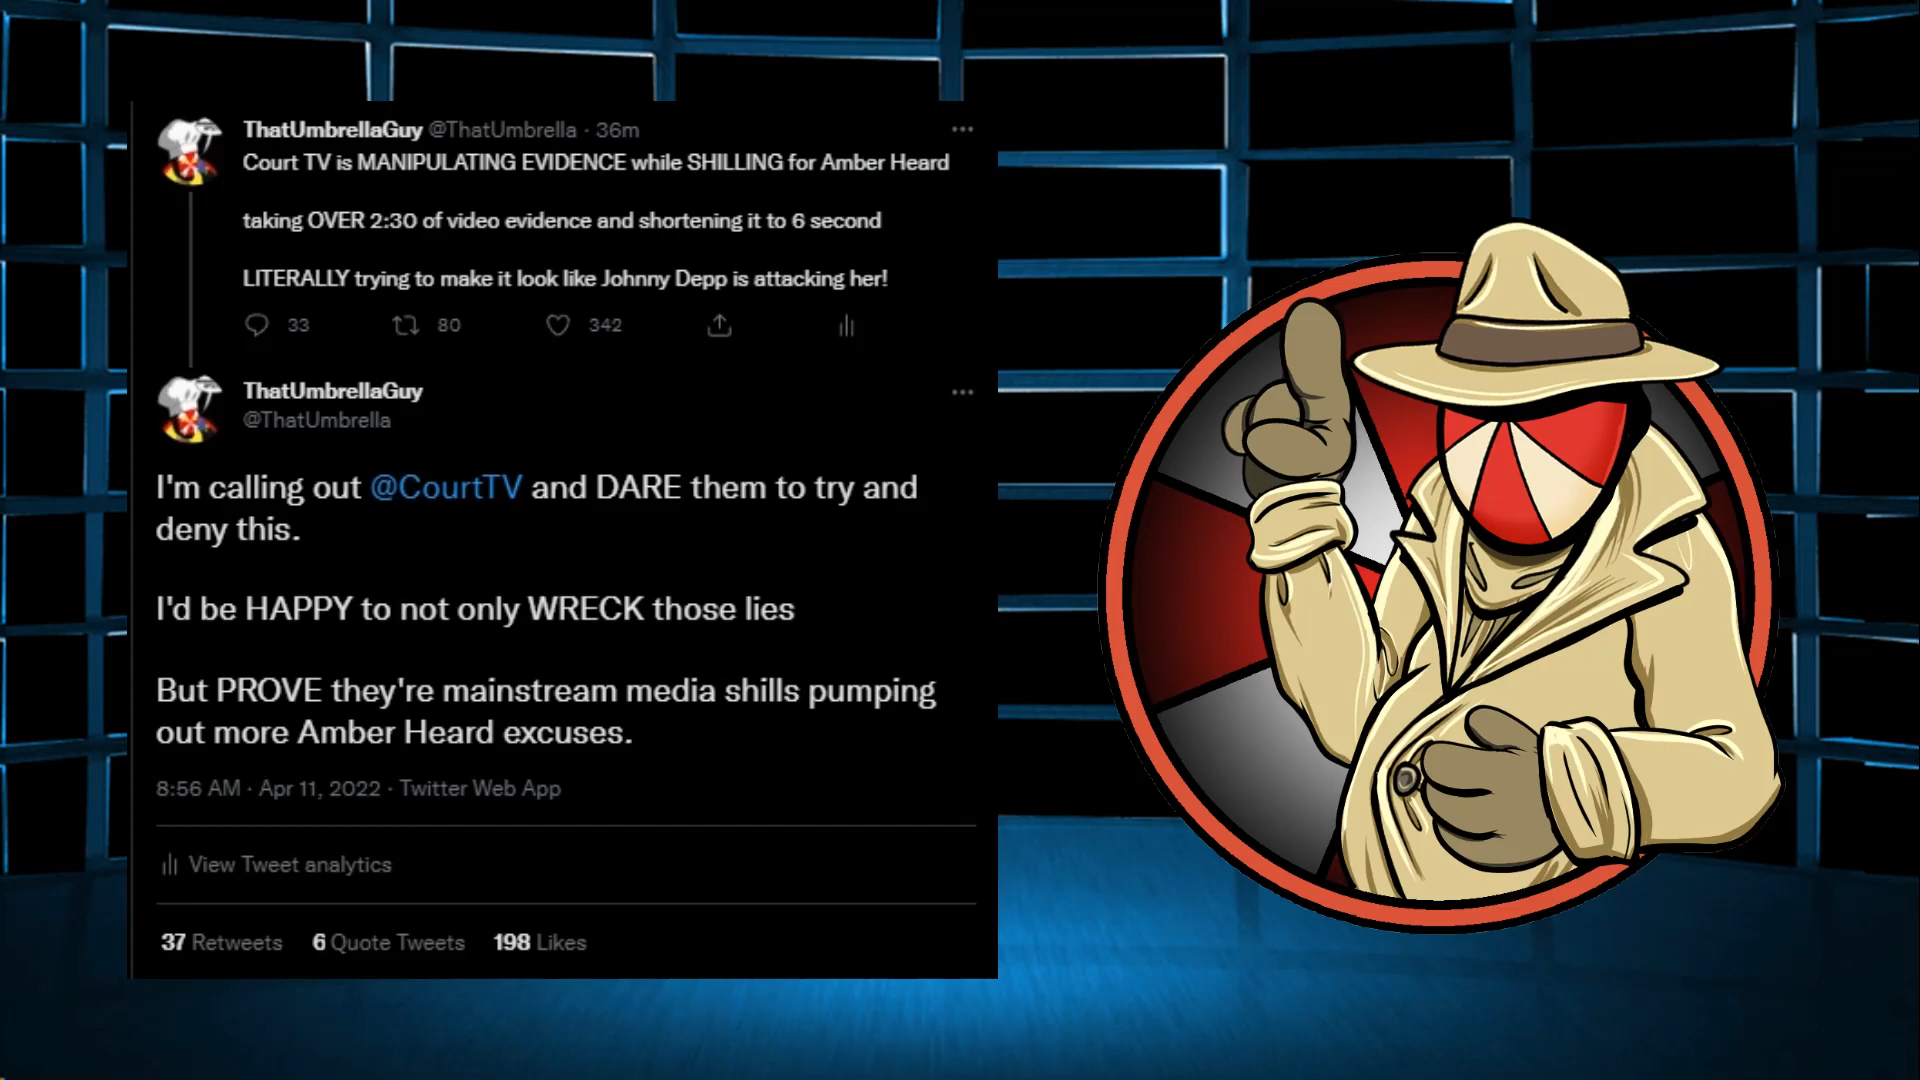 ThatUmbrellaGuy @ThatUmbrella · 36m
Court TV is MANIPULATING EVIDENCE while SHILLING for Amber Heard
taking OVER 2:30 of video evidence and shortening it to 6 second
LITERALLY trying to make it look like Johnny Depp is attacking her!
33 80 342
ThatUmbrellaGuy
@ThatUmbrella
I'm calling out @CourtTV and DARE them to try and
deny this.
I'd be HAPPY to not only WRECK those lies
But PROVE they're mainstream media shills pumping
out more Amber Heard excuses.
8:56 AM · Apr 11, 2022 · Twitter Web App
View Tweet analytics
37 Retweets 6 Quote Tweets 198 Likes